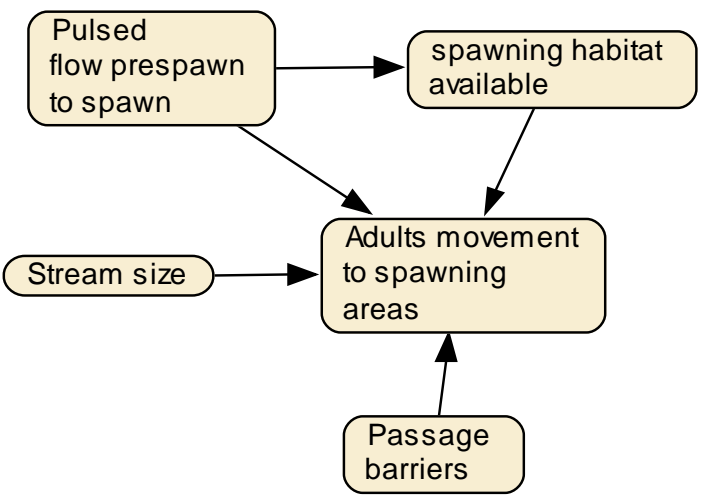 Pulsed
flow prespawn
to spawn
spawning habitat
available
Adults movement
to spawning
areas
Stream size
Passage
barriers